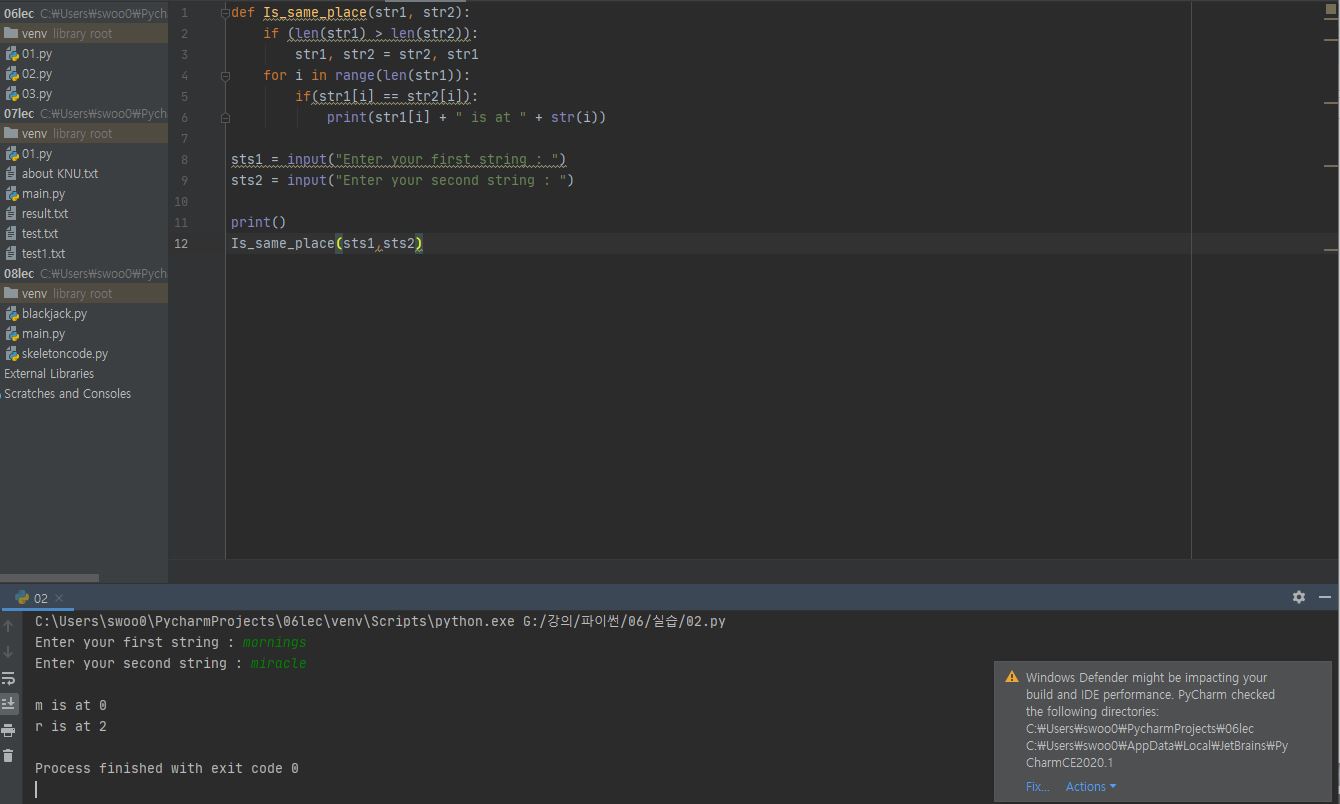 06lec C:₩Users₩swoo0₩Pych
venv library root
01.py
02.py
03.py
07lec C:₩Users₩swoo0₩Pych
venv library root
01.py
about KNU.txt
main.py
result.txt
test.txt
test1.txt
08lec C:₩Users₩swoo0₩Pych
venv library root
blackjack.py
main.py
skeletoncode.py
External Libraries
Scratches and Consoles
1 def Is_same_place(str1, str2):
2 if (len(str1) > len(str2)):
3 str1, str2 = str2, str1
4 for i in range(len(str1)):
5 if(str1[i] == str2[i]):
6 print(str1[i] + " is at " + str(i))
7
8 sts1 = input("Enter your first string : ")
9 sts2 = input("Enter your second string : ")
10
11 print()
12 Is_same_place(sts1,sts2)
02
C:\Users\swoo0\PycharmProjects\06lec\venv\Scripts\python.exe G:/강의/파이썬/06/실습/02.py
Enter your first string : mornings
Enter your second string : miracle
m is at 0
r is at 2
Process finished with exit code 0
Windows Defender might be impacting your
build and IDE performance. PyCharm checked
the following directories:
C:₩Users₩swoo0₩PycharmProjects₩06lec
C:₩Users₩swoo0₩AppData₩Local₩JetBrains₩Py
CharmCE2020.1
Fix... Actions